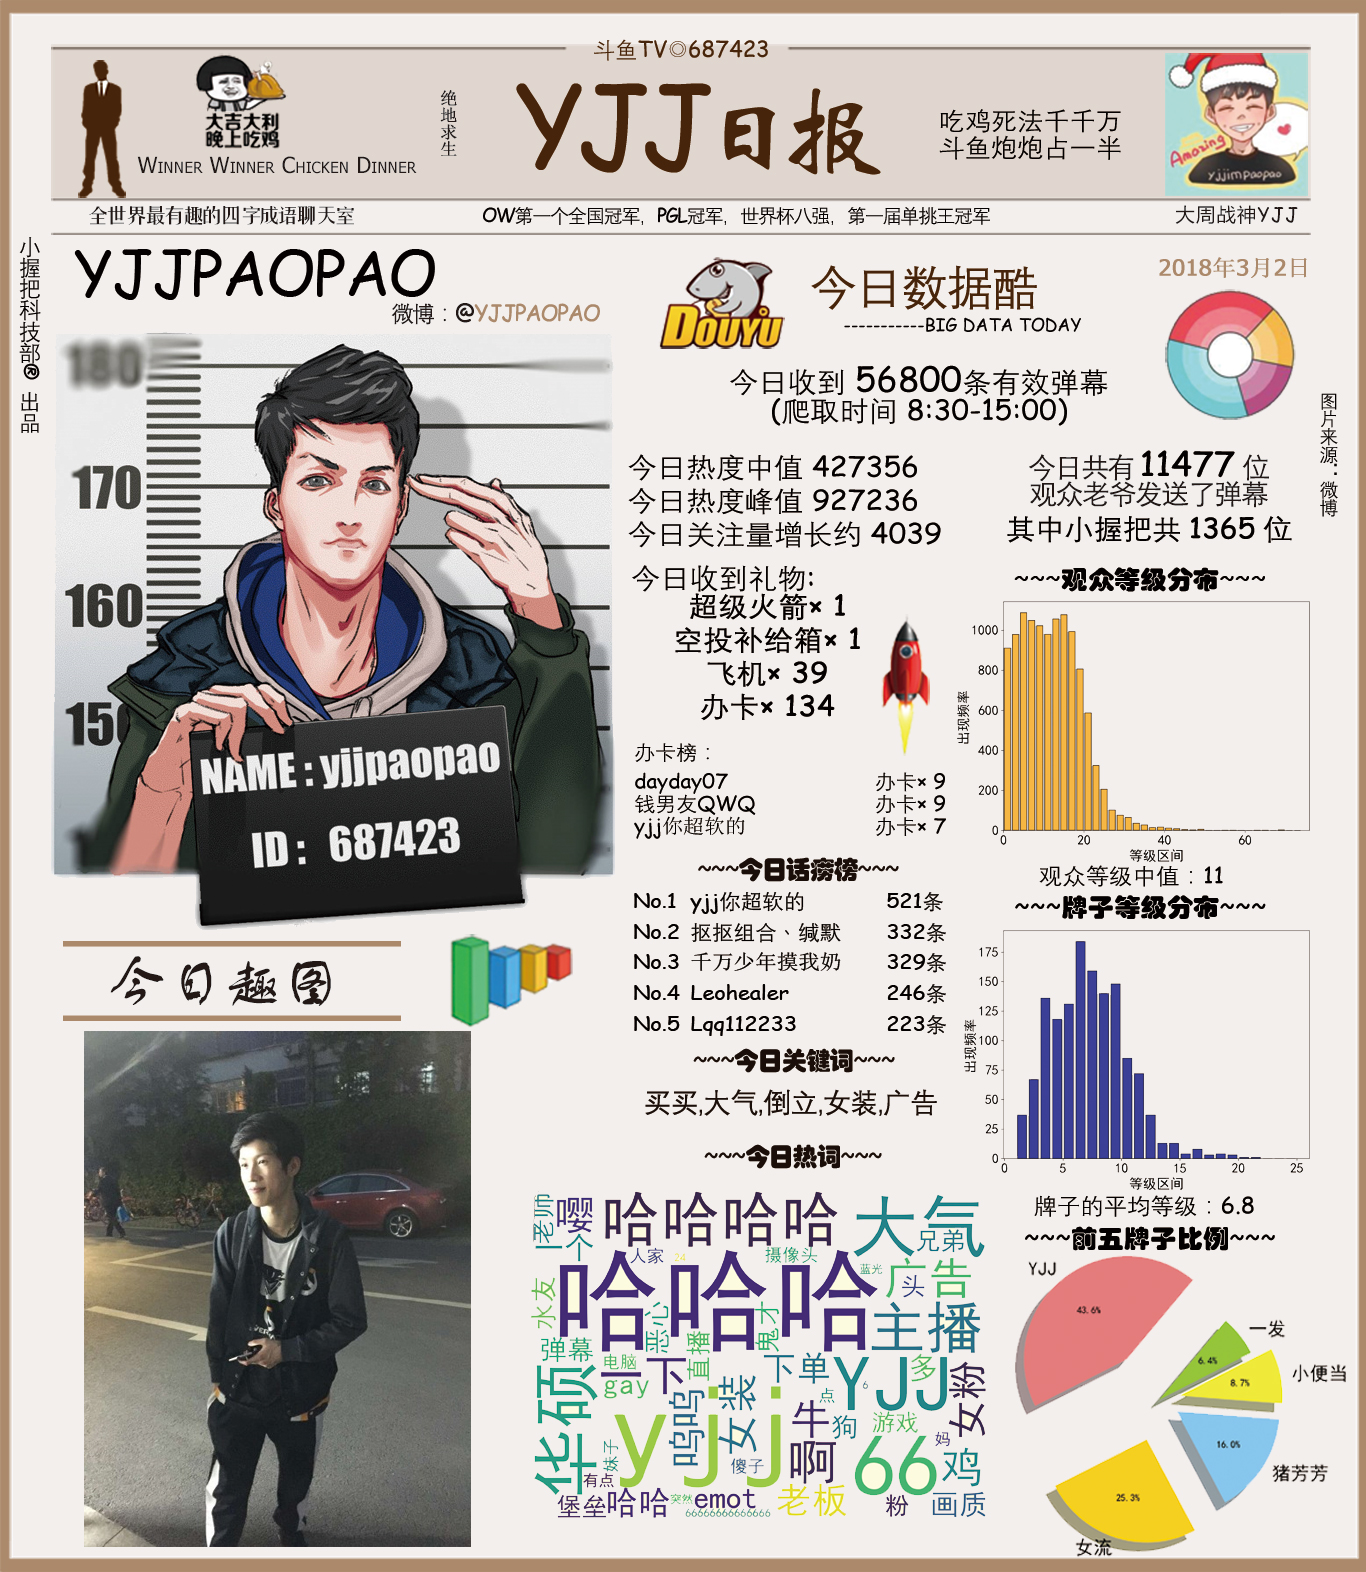 斗鱼TV◎687423
大吉大利
晚上吃鸡
WINNER WINNER CHICKEN DINNER
绝地求生
YJJ日报
吃鸡死法千千万
斗鱼炮炮占一半
Amazing
yjjimpaopao
全世界最有趣的四字成语聊天室
OW第一个全国冠军，PGL冠军，世界杯八强，第一届单挑王冠军
大周战神YJJ
小握把科技部® 出品
YJJPAOPAO
微博：@YJJPAOPAO
180
170
160
150
NAME : yjjpaopao
ID : 687423
DOUYU
今日数据酷
-----------BIG DATA TODAY
2018年3月2日
今日收到 56800条有效弹幕
(爬取时间 8:30-15:00)
图片来源：微博
今日热度中值 427356
今日热度峰值 927236
今日关注量增长约 4039
今日共有 11477 位
观众老爷发送了弹幕
其中小握把共 1365 位
今日收到礼物:
超级火箭× 1
空投补给箱× 1
飞机× 39
办卡× 134
办卡榜：
dayday07 办卡× 9
钱男友QWQ 办卡× 9
yjj你超软的 办卡× 7
~~~今日话痨榜~~~
No.1 yjj你超软的 521条
No.2 抠抠组合、缄默 332条
No.3 千万少年摸我奶 329条
No.4 Leohealer 246条
No.5 Lqq112233 223条
~~~今日关键词~~~
买买,大气,倒立,女装,广告
~~~今日热词~~~
~~~观众等级分布~~~
出现频率
1000
800
600
400
200
0
0 20 40 60
等级区间
观众等级中值：11
~~~牌子等级分布~~~
出现频率
175
150
125
100
75
50
25
0
0 5 10 15 20 25
等级区间
牌子的平均等级：6.8
~~~前五牌子比例~~~
YJJ
43.6%
一发
6.4%
小便当
8.7%
猪芳芳
16.0%
女流
25.3%
今日趣图
老师
嘤
哈哈哈哈
大气
一个
人家
24
摄像头
兄弟
哈哈哈
蓝光
广告
头
水友
恶心
鬼才
主播
弹幕
电脑
一下
直播
下单
YJJ
多
女粉
华硕
gay
呜呜
女装
点
6
yjj
牛
狗
游戏
妈
妹子
傻子
啊
66
鸡
有点
堡垒
哈哈
突然
emot
66666666666666
老板
粉
画质